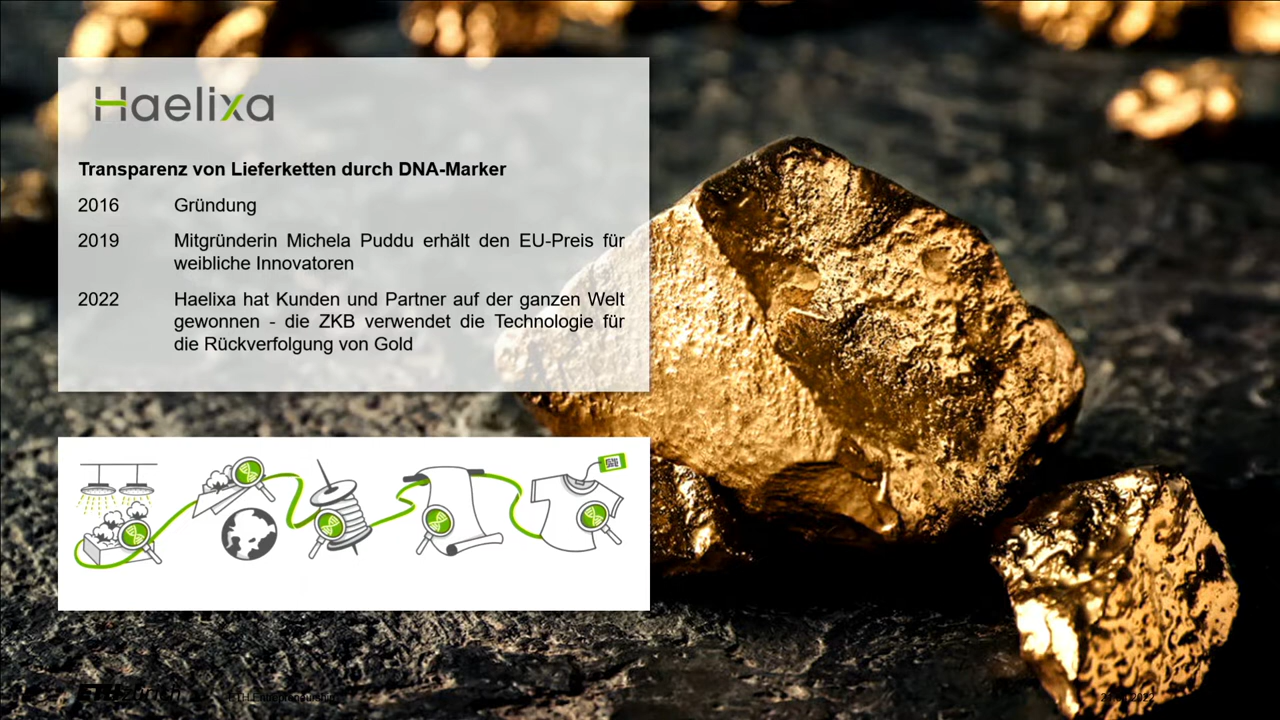 Haelixa
Transparenz von Lieferketten durch DNA-Marker
2016 Gründung
2019 Mitgründerin Michela Puddu erhält den EU-Preis für
weibliche Innovatoren
2022 Haelixa hat Kunden und Partner auf der ganzen Welt
gewonnen - die ZKB verwendet die Technologie für
die Rückverfolgung von Gold
ETH zürich